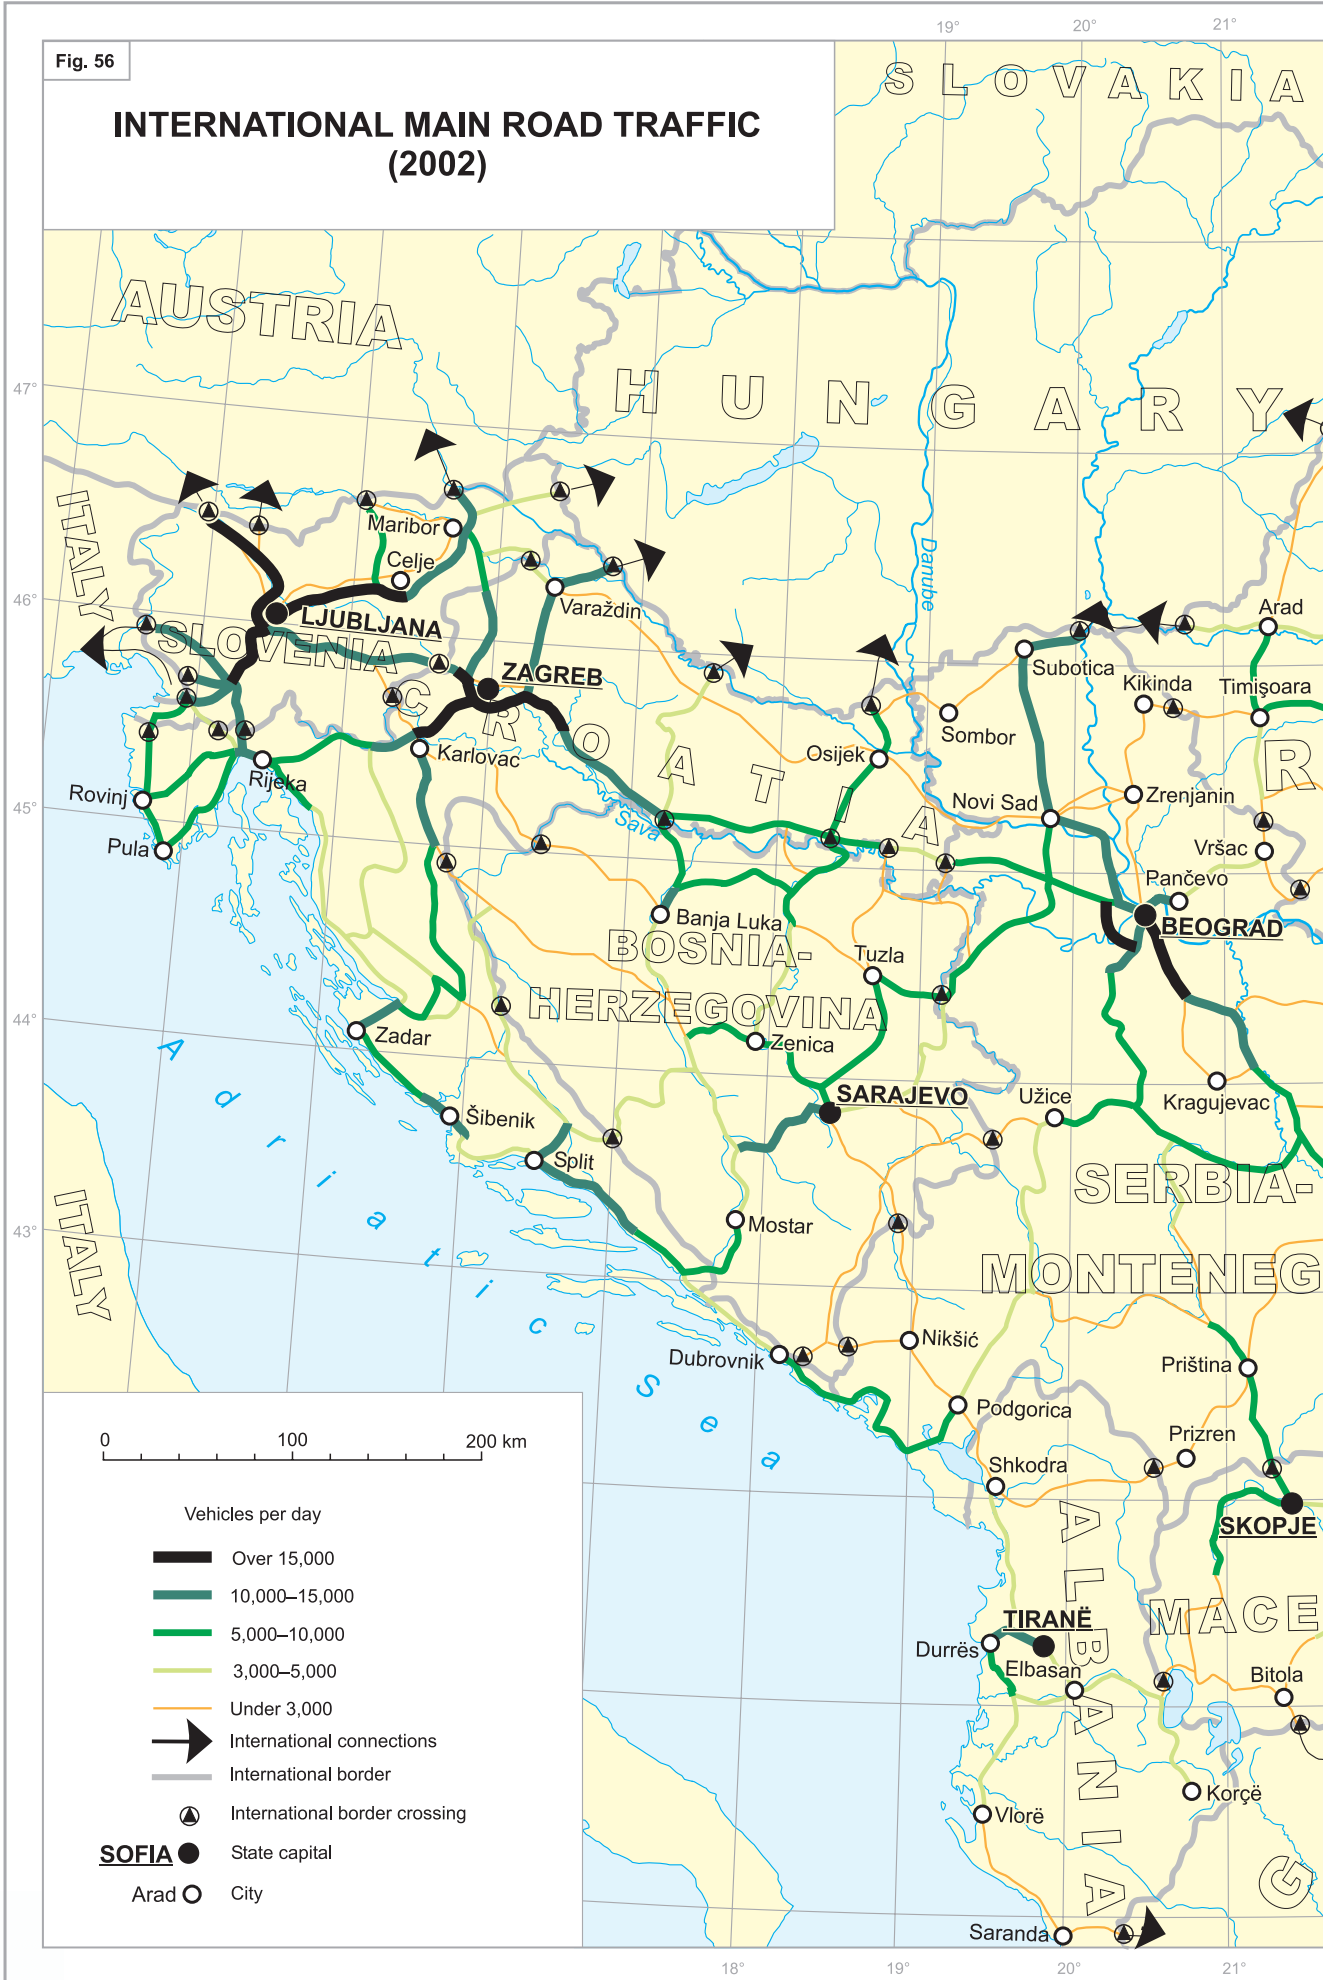 19°
20°
21°
Fig. 56
INTERNATIONAL MAIN ROAD TRAFFIC
(2002)
SLOVAKIA
AUSTRIA
47°
HUNGARY
ITALY
Maribor
Celje
Danube
46°
Varaždin
Arad
LJUBLJANA
SLOVENIA
Subotica
ZAGREB
Kikinda
Timişoara
CROATIA
Sombor
Karlovac
Osijek
R
Rijeka
Rovinj
Novi Sad
Zrenjanin
45°
Sava
Pula
Vršac
Pančevo
Banja Luka
BEOGRAD
BOSNIA-
Tuzla
HERZEGOVINA
44°
Zadar
Zenica
Adriatic Sea
SARAJEVO
Užice
Kragujevac
Šibenik
Split
SERBIA-
ITALY
Mostar
43°
MONTENEG
Nikšić
Dubrovnik
Priština
Podgorica
Prizren
Shkodra
SKOPJE
ALBANIA
MACE
TIRANË
Durrës
Elbasan
Bitola
Korçë
Vlorë
G
Saranda
0
100
200 km
Vehicles per day
Over 15,000
10,000–15,000
5,000–10,000
3,000–5,000
Under 3,000
International connections
International border
International border crossing
SOFIA
State capital
Arad
City
18°
19°
20°
21°